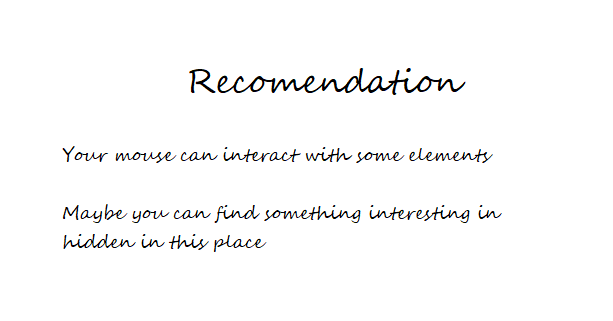 Recomendation
Your mouse can interact with some elements
Maybe you can find something interesting in
hidden in this place